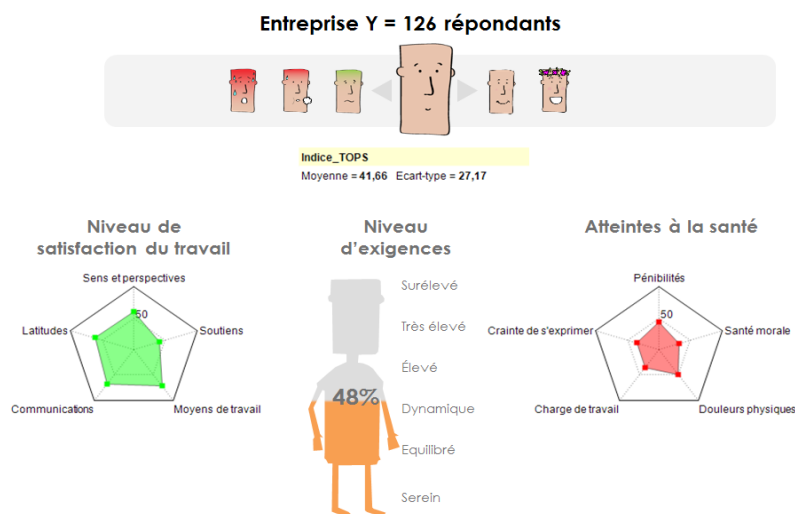 Entreprise Y = 126 répondants
Indice_TOPS
Moyenne = 41,66 Ecart-type = 27,17
Niveau de
satisfaction du travail
Sens et perspectives
50
Latitudes
Soutiens
Communications
Moyens de travail
Niveau
d'exigences
Surélevé
Très élevé
Élevé
48%
Dynamique
Equilibré
Serein
Atteintes à la santé
Pénibilités
50
Crainte de s'exprimer
Santé morale
Charge de travail
Douleurs physiques